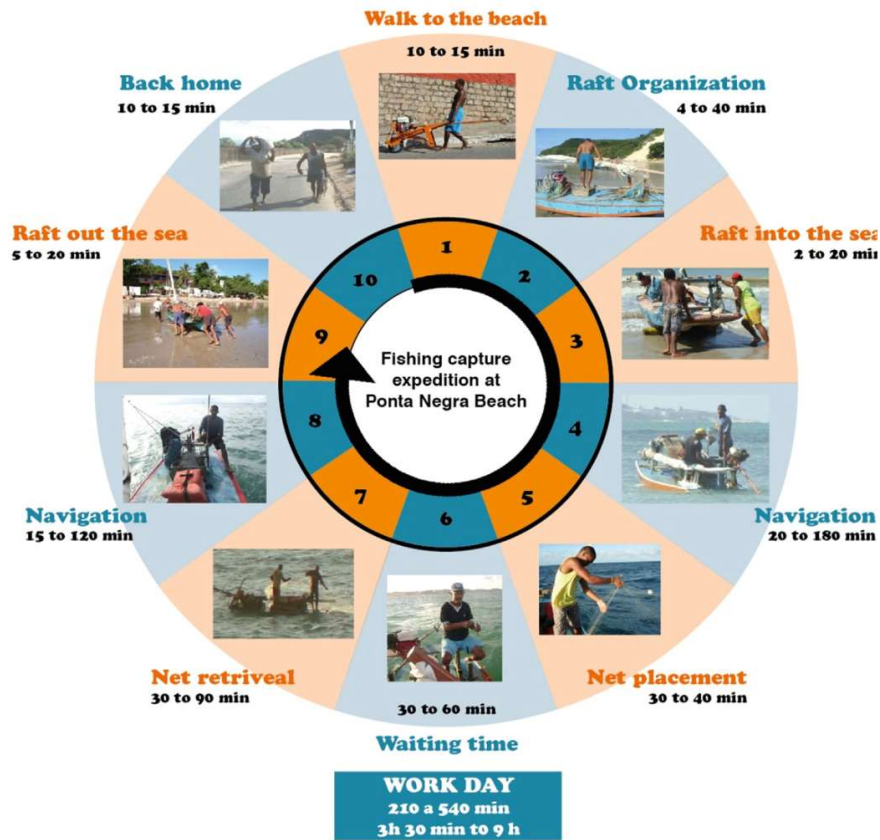 Walk to the beach
10 to 15 min
Raft Organization
4 to 40 min
Raft into the sea
2 to 20 min
Navigation
20 to 180 min
Net placement
30 to 40 min
30 to 60 min
Waiting time
Net retriveal
30 to 90 min
Navigation
15 to 120 min
Raft out the sea
5 to 20 min
Back home
10 to 15 min
1
2
3
4
5
6
7
8
9
10
Fishing capture
expedition at
Ponta Negra Beach
WORK DAY
210 a 540 min
3h 30 min to 9 h